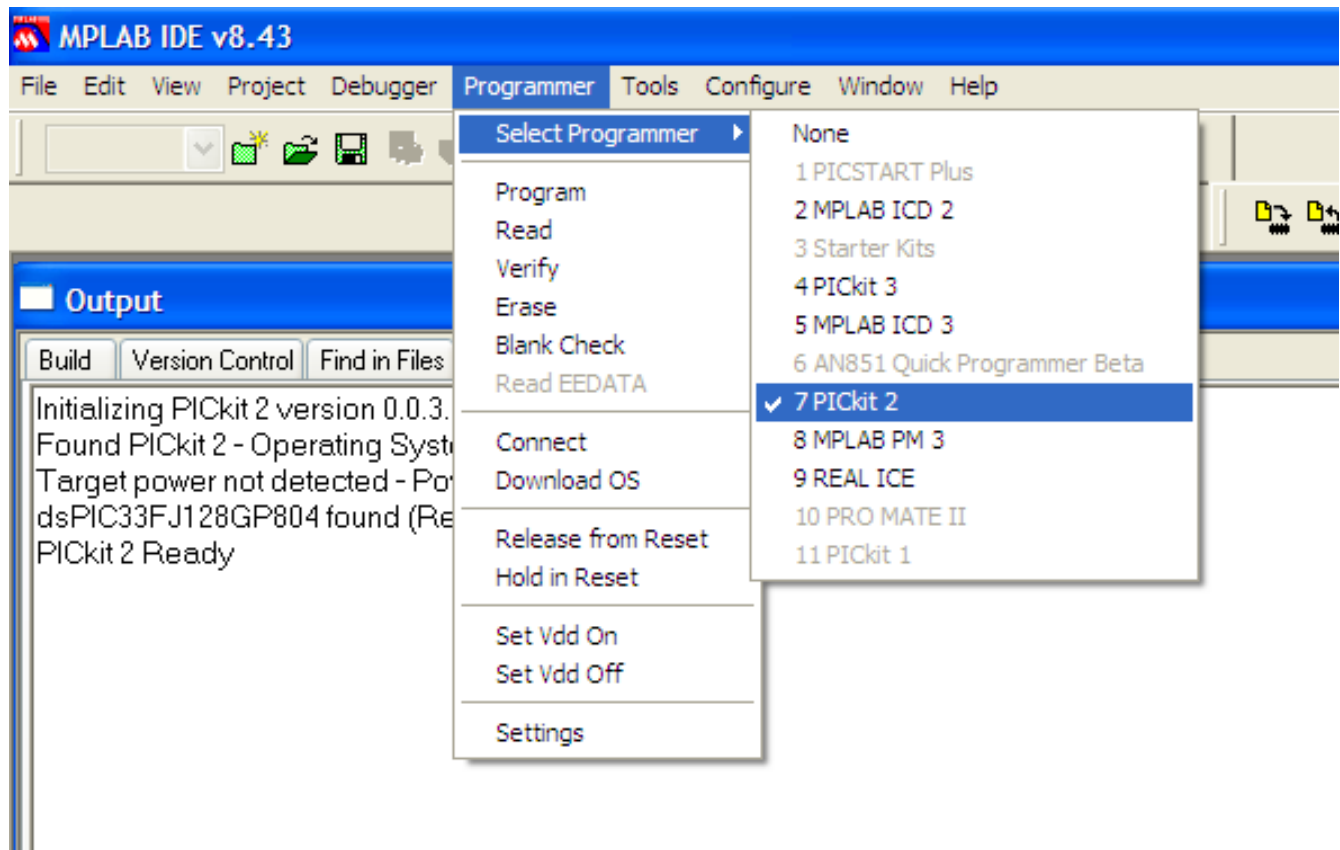 MPLAB IDE v8.43
File Edit View Project Debugger Programmer Tools Configure Window Help
Select Programmer
Program
Read
Verify
Erase
Blank Check
Read EEDATA
Connect
Download OS
Release from Reset
Hold in Reset
Set Vdd On
Set Vdd Off
Settings
None
1 PICSTART Plus
2 MPLAB ICD 2
3 Starter Kits
4 PICkit 3
5 MPLAB ICD 3
6 AN851 Quick Programmer Beta
7 PICkit 2
8 MPLAB PM 3
9 REAL ICE
10 PRO MATE II
11 PICkit 1
Output
Build Version Control Find in Files
Initializing PICkit 2 version 0.0.3.
Found PICkit 2 - Operating
Target power not detected -
dsPIC33FJ128GP804 found
PICkit 2 Ready